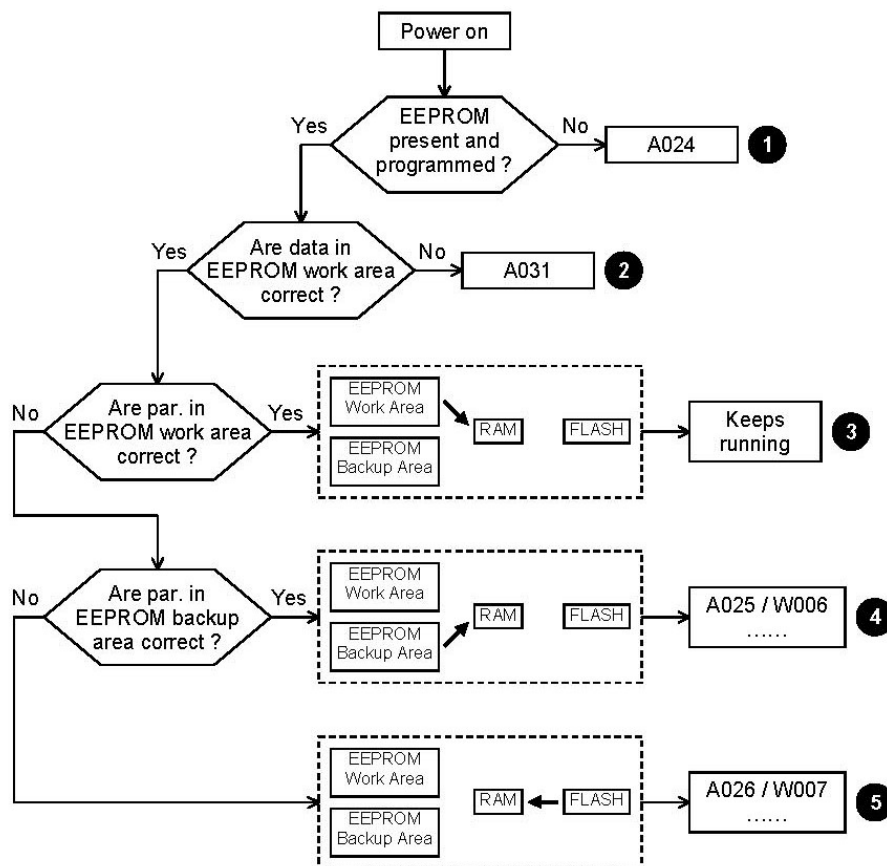 Power on
EEPROM
present and
programmed ?
Yes
No
A024
1
Are data in
EEPROM work area
correct ?
Yes
No
A031
2
Are par. in
EEPROM work area
correct ?
No
Yes
EEPROM
Work Area
EEPROM
Backup Area
RAM
FLASH
Keeps
running
3
Are par. in
EEPROM backup
area correct ?
No
Yes
EEPROM
Work Area
EEPROM
Backup Area
RAM
FLASH
A025 / W006
......
4
EEPROM
Work Area
EEPROM
Backup Area
RAM
FLASH
A026 / W007
......
5